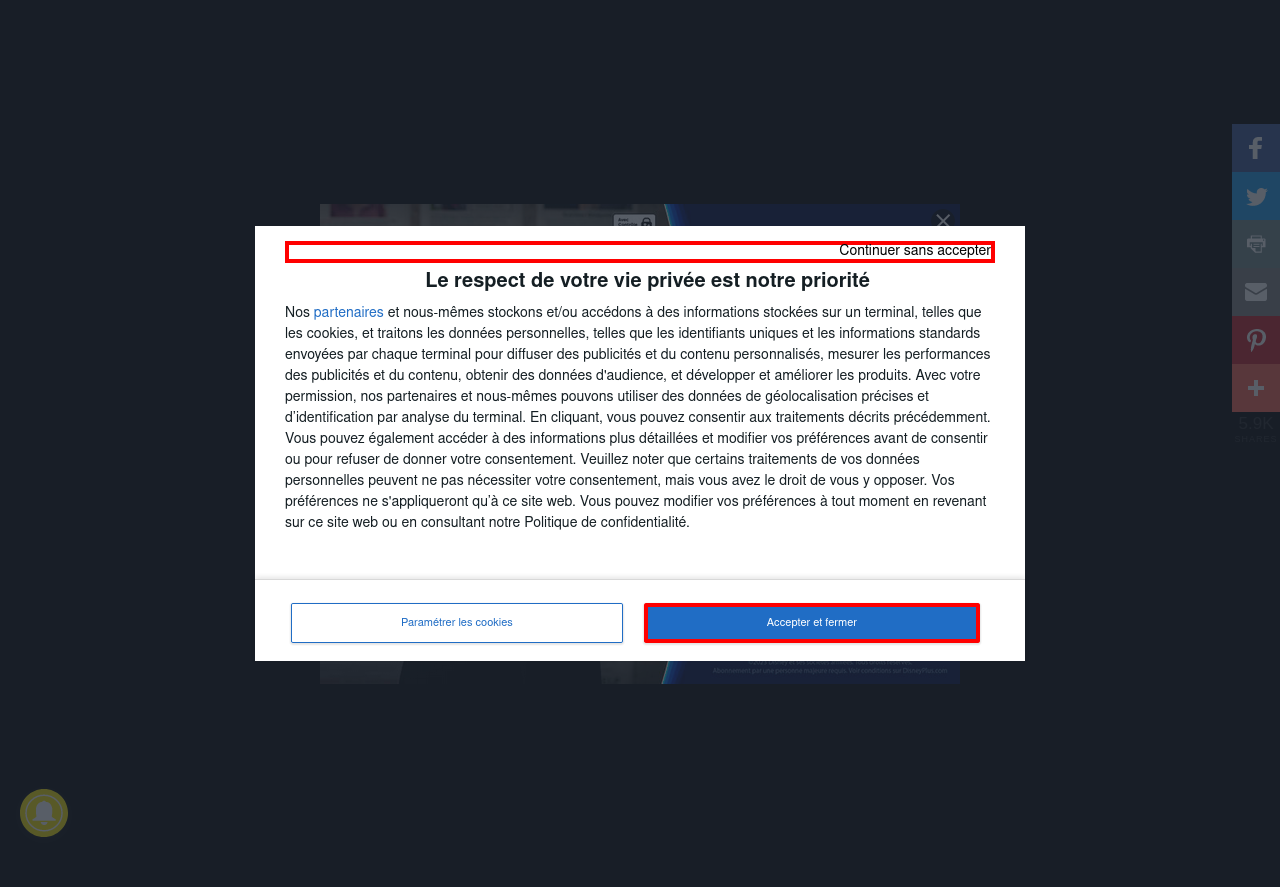 Continuer sans accepter
Le respect de votre vie privée est notre priorité
Nos partenaires et nous-mêmes stockons et/ou accédons à des informations stockées sur un terminal, telles que
les cookies, et traitons les données personnelles, telles que les identifiants uniques et les informations standards
envoyées par chaque terminal pour diffuser des publicités et du contenu personnalisés, mesurer les performances
des publicités et du contenu, obtenir des données d'audience, et développer et améliorer les produits. Avec votre
permission, nos partenaires et nous-mêmes pouvons utiliser des données de géolocalisation précises et
d’identification par analyse du terminal. En cliquant, vous pouvez consentir aux traitements décrits précédemment.
Vous pouvez également accéder à des informations plus détaillées et modifier vos préférences avant de consentir
ou pour refuser de donner votre consentement. Veuillez noter que certains traitements de vos données
personnelles peuvent ne pas nécessiter votre consentement, mais vous avez le droit de vous y opposer. Vos
préférences ne s'appliqueront qu’à ce site web. Vous pouvez modifier vos préférences à tout moment en revenant
sur ce site web ou en consultant notre Politique de confidentialité.
Paramétrer les cookies
Accepter et fermer
5.9K
SHARES